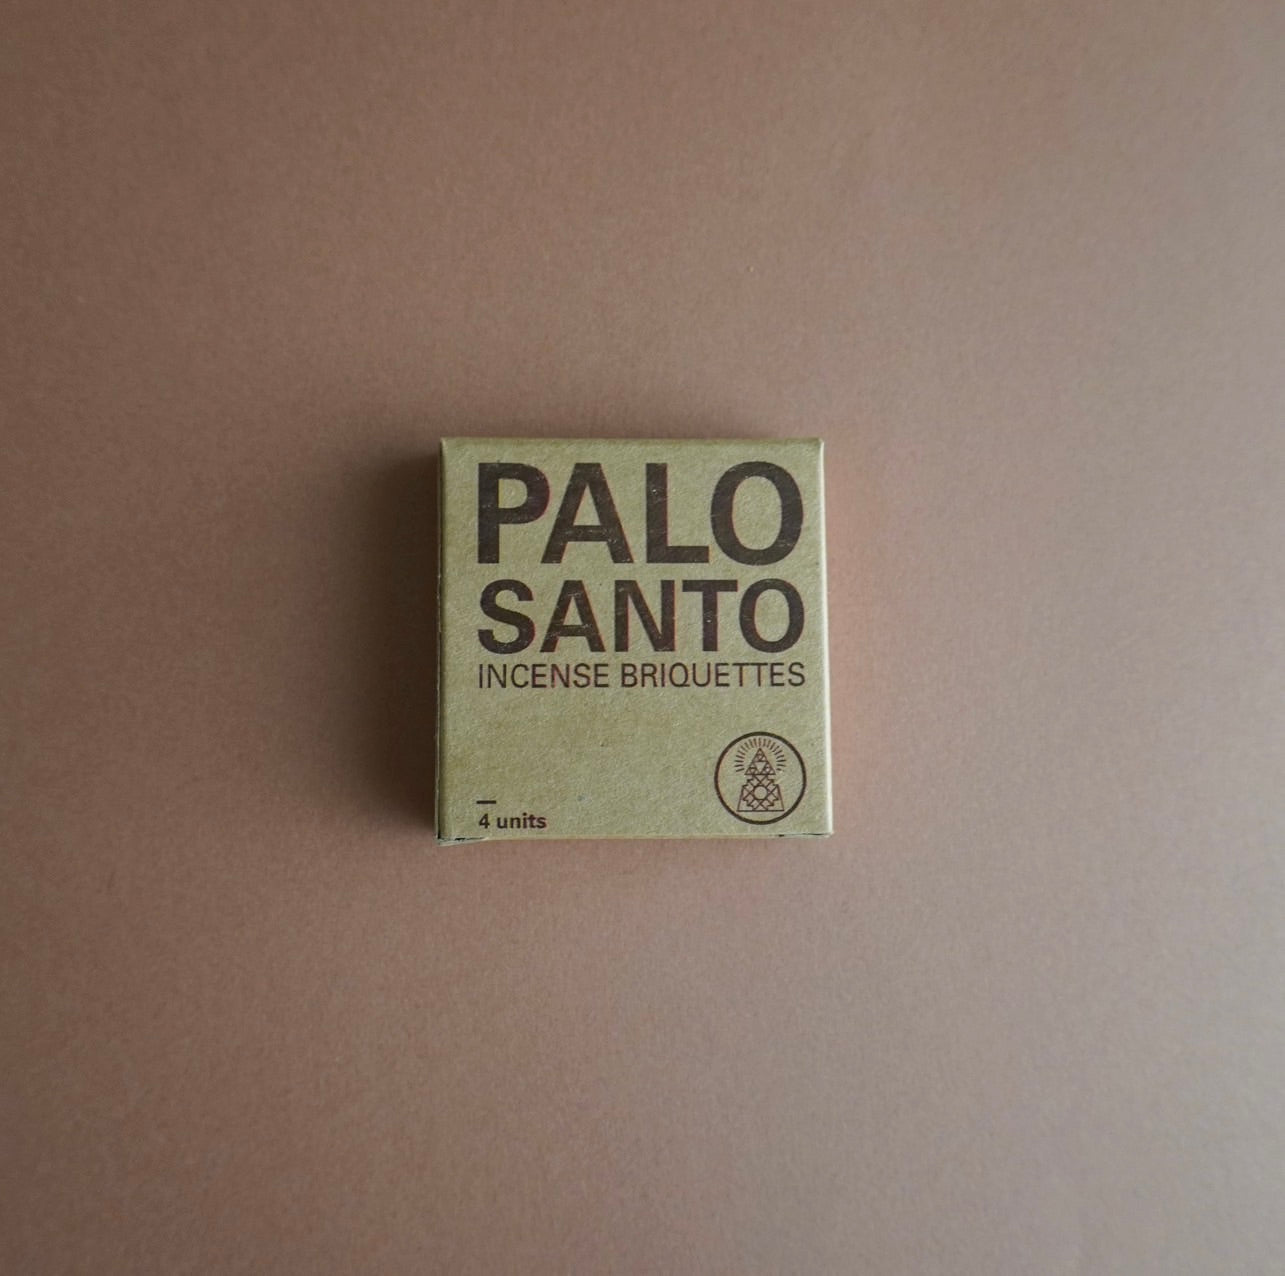 PALO
SANTO
INCENSE BRIQUETTES
4 units